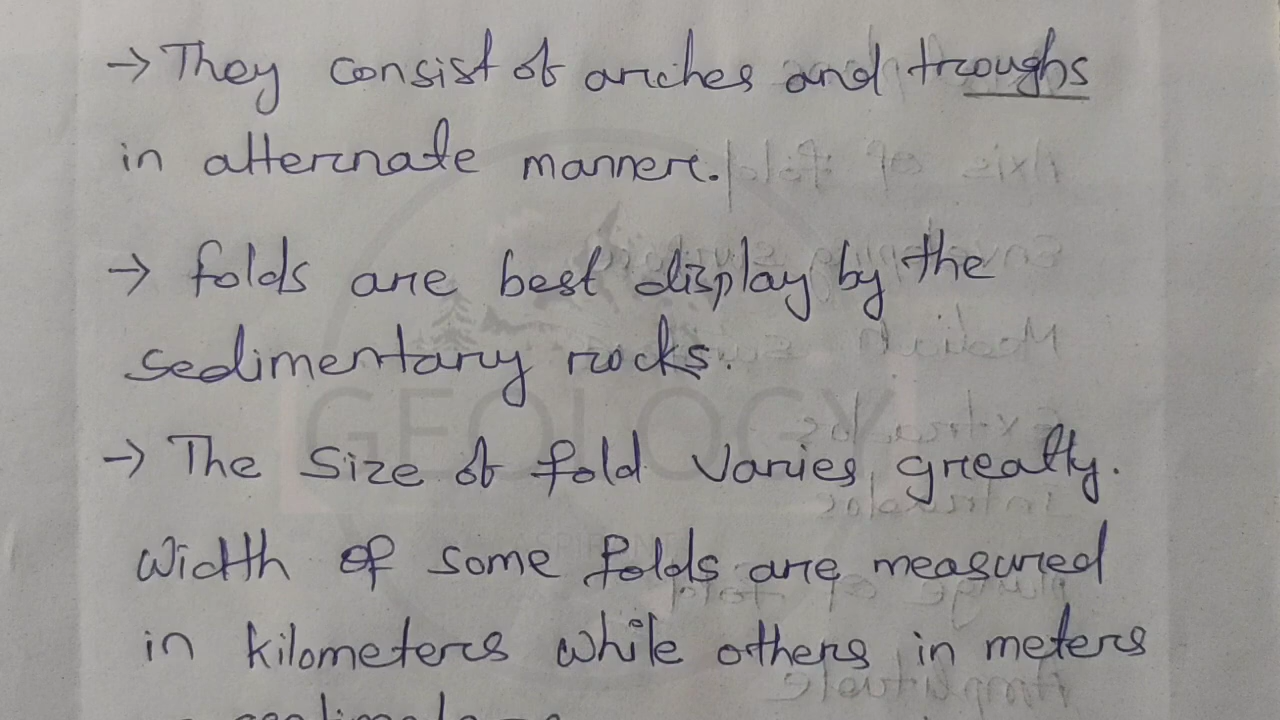 → They consist of arches and troughs
in alternate manner.
→ folds are best display by the
sedimentary rocks.
→ The size of fold varies greatly.
Width of some folds are measured
in kilometers while others in meters
GEOLOGY